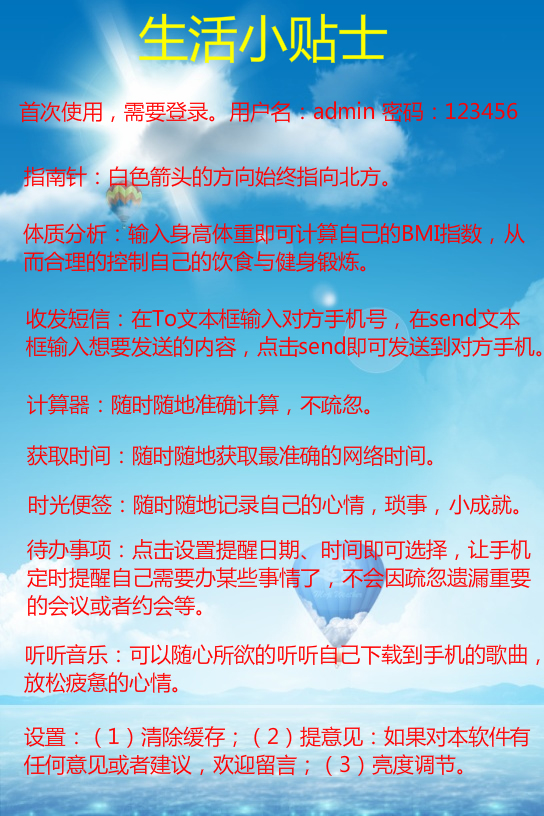 生活小贴士
首次使用，需要登录。用户名：admin 密码：123456
指南针：白色箭头的方向始终指向北方。
体质分析：输入身高体重即可计算自己的BMI指数，从
而合理的控制自己的饮食与健身锻炼。
收发短信：在To文本框输入对方手机号，在send文本
框输入想要发送的内容，点击send即可发送到对方手机。
计算器：随时随地准确计算，不疏忽。
获取时间：随时随地获取最准确的网络时间。
时光便签：随时随地记录自己的心情，琐事，小成就。
待办事项：点击设置提醒日期、时间即可选择，让手机
定时提醒自己需要办某些事情了，不会因疏忽遗漏重要
的会议或者约会等。
听听音乐：可以随心所欲的听听自己下载到手机的歌曲，
放松疲惫的心情。
设置：（1）清除缓存；（2）提意见：如果对本软件有
任何意见或者建议，欢迎留言；（3）亮度调节。